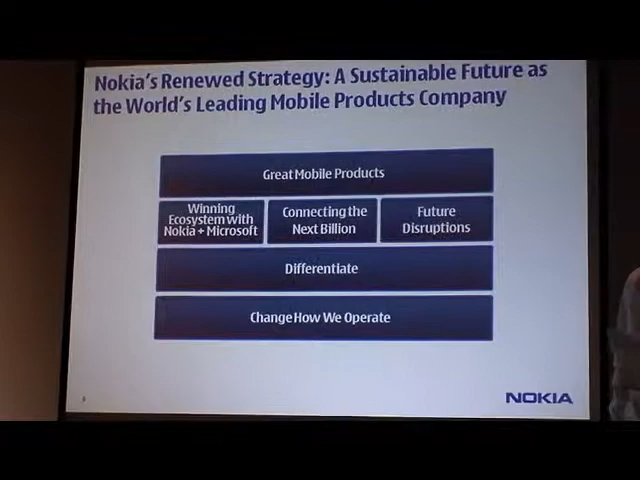 Nokia's Renewed Strategy: A Sustainable Future as
the World's Leading Mobile Products Company
Great Mobile Products
Winning
Ecosystem with
Nokia + Microsoft
Connecting the
Next Billion
Future
Disruptions
Differentiate
Change How We Operate
NOKIA